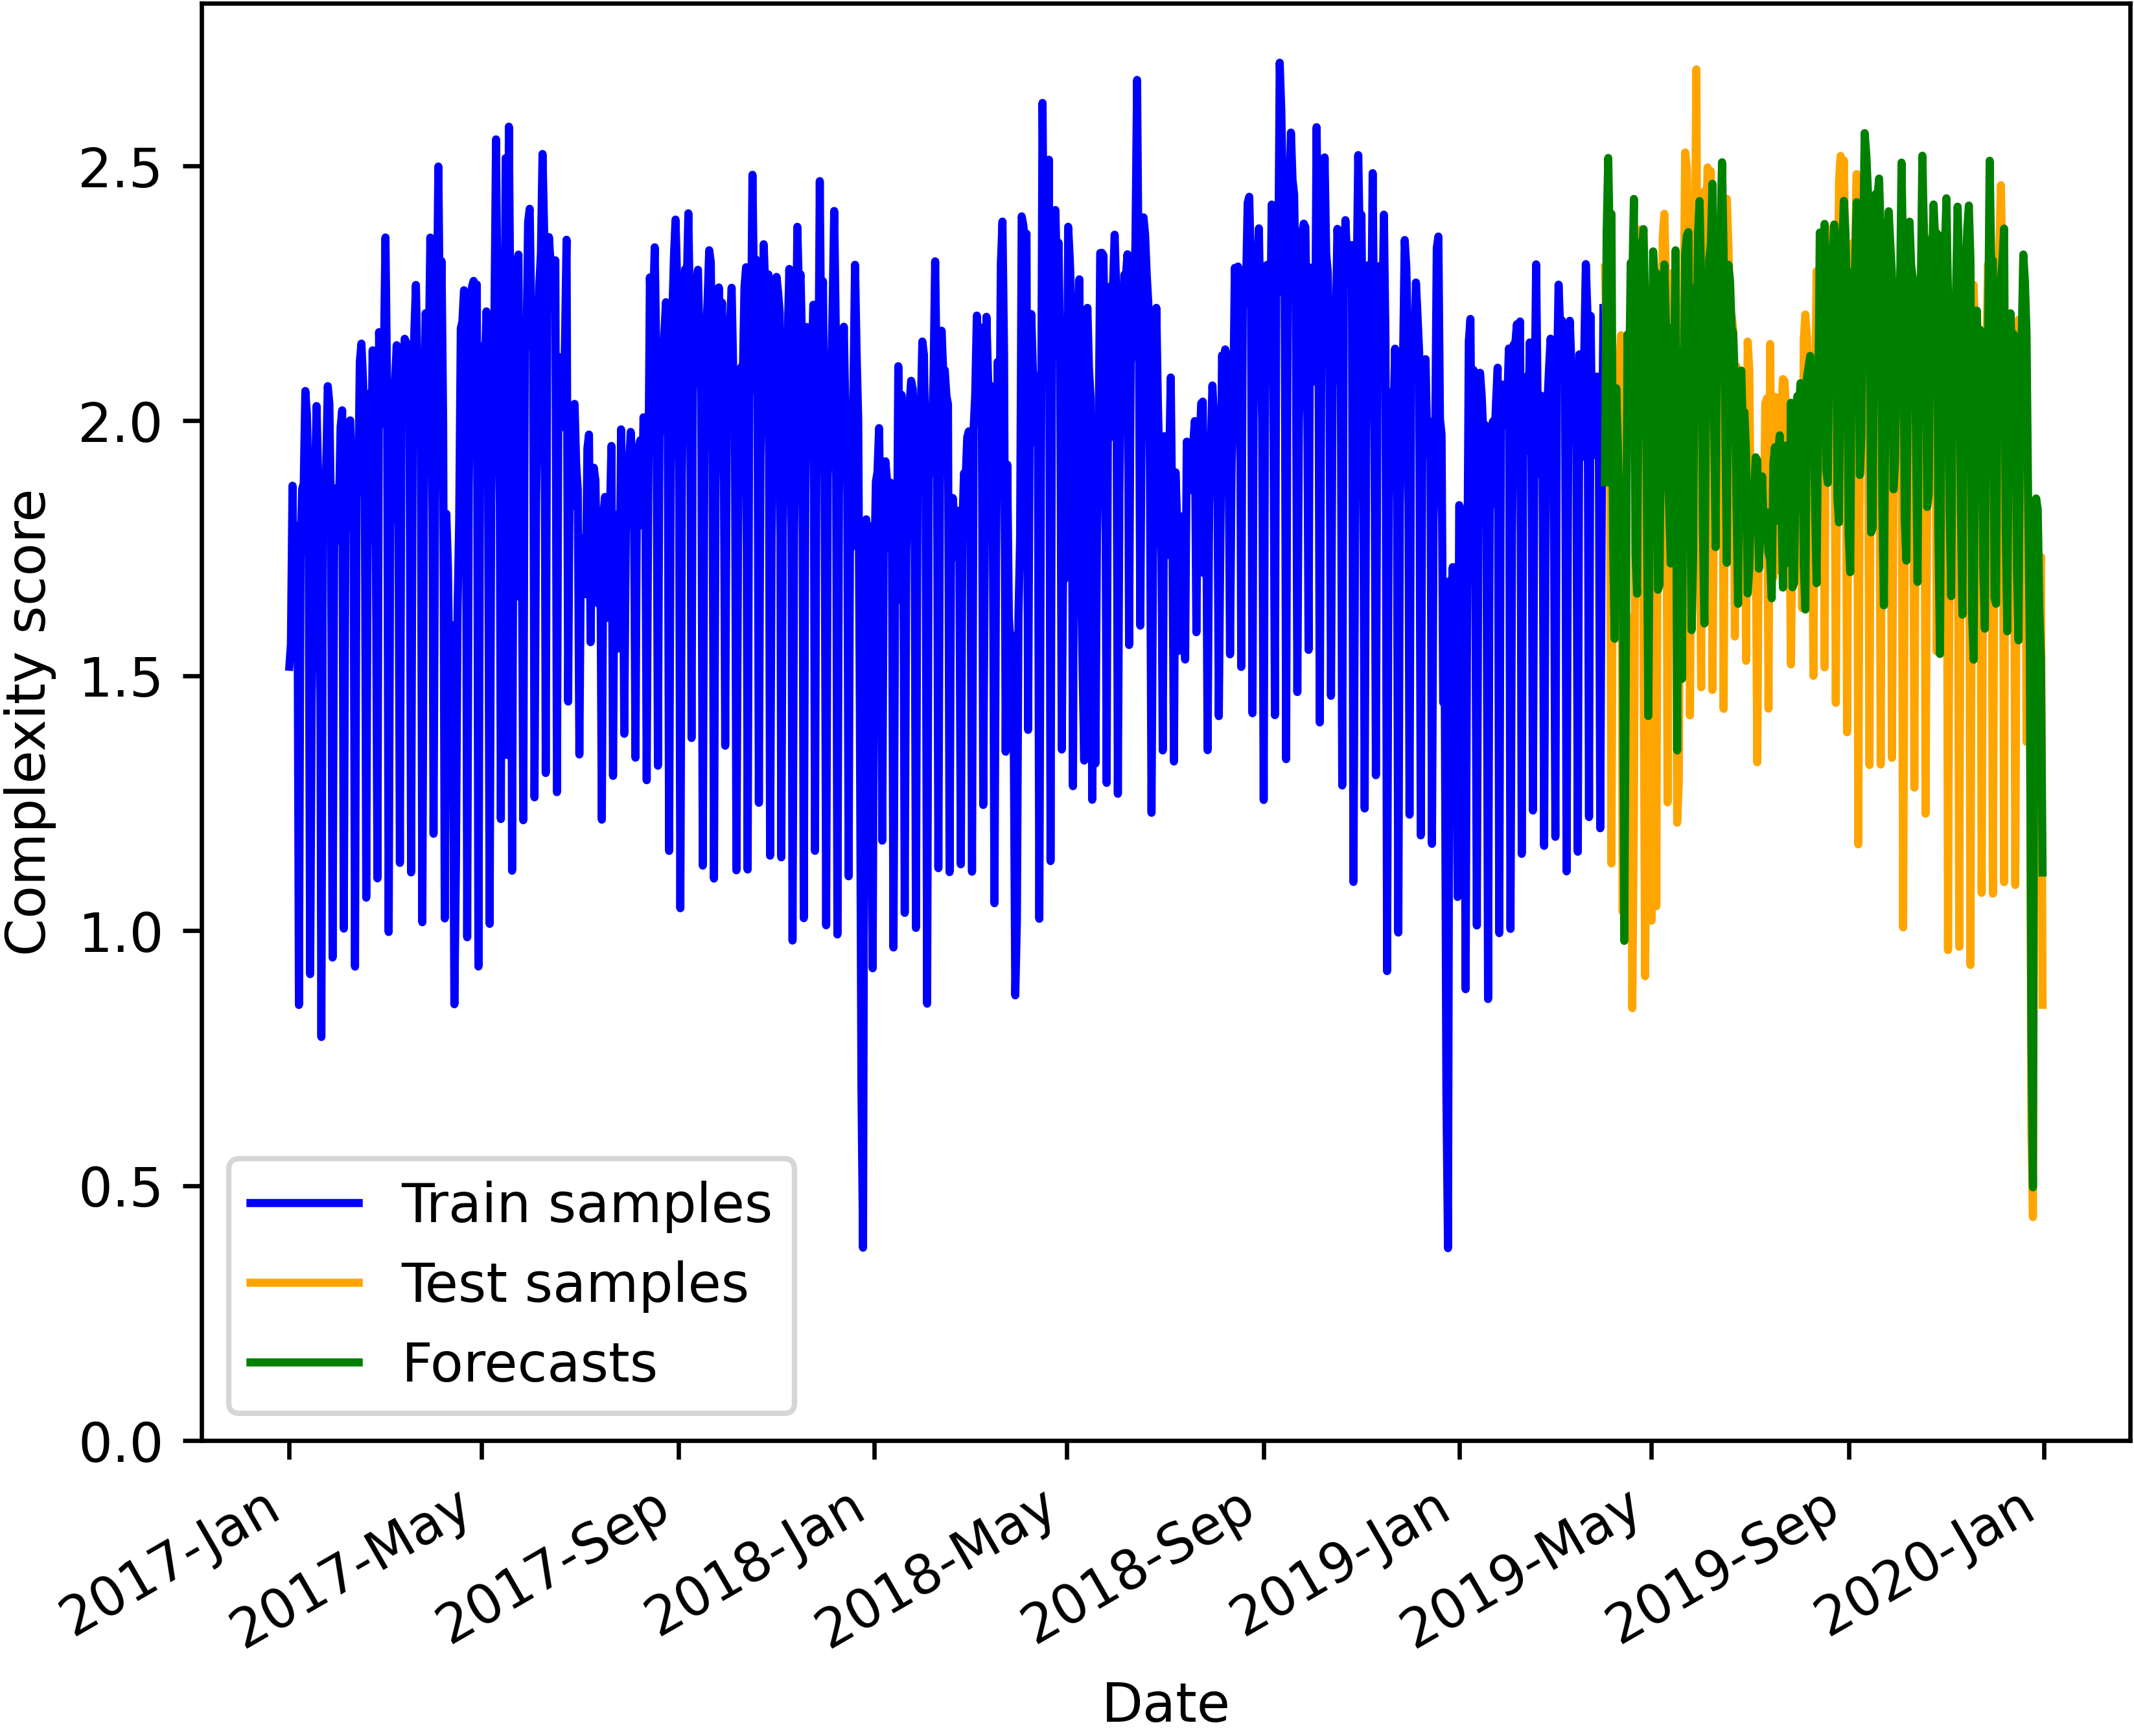 Complexity score
2.5
2.0
1.5
1.0
0.5
0.0
Train samples
Test samples
Forecasts
2017-Jan
2017-May
2017-Sep
2018-Jan
2018-May
2018-Sep
2019-Jan
2019-May
2019-Sep
2020-Jan
Date